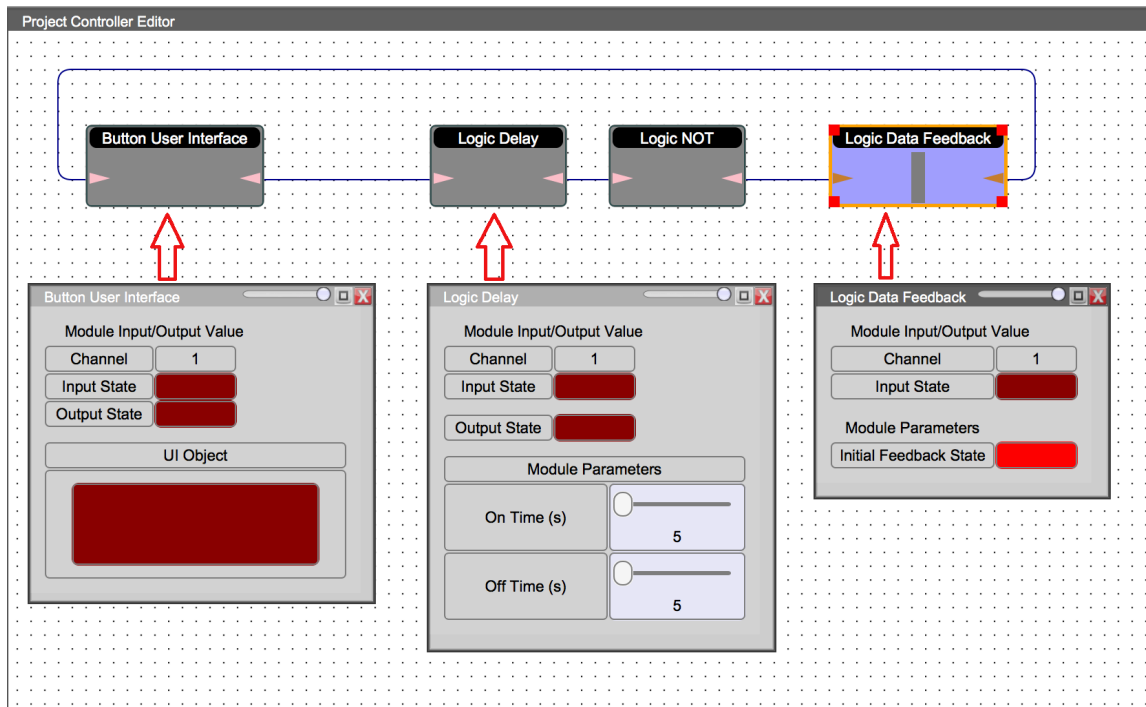 Project Controller Editor
Button User Interface
Logic Delay
Logic NOT
Logic Data Feedback
Button User Interface
X
Module Input/Output Value
Channel
1
Input State
Output State
UI Object
Logic Delay
X
Module Input/Output Value
Channel
1
Input State
Output State
Module Parameters
On Time (s)
5
Off Time (s)
5
Logic Data Feedback
X
Module Input/Output Value
Channel
1
Input State
Module Parameters
Initial Feedback State